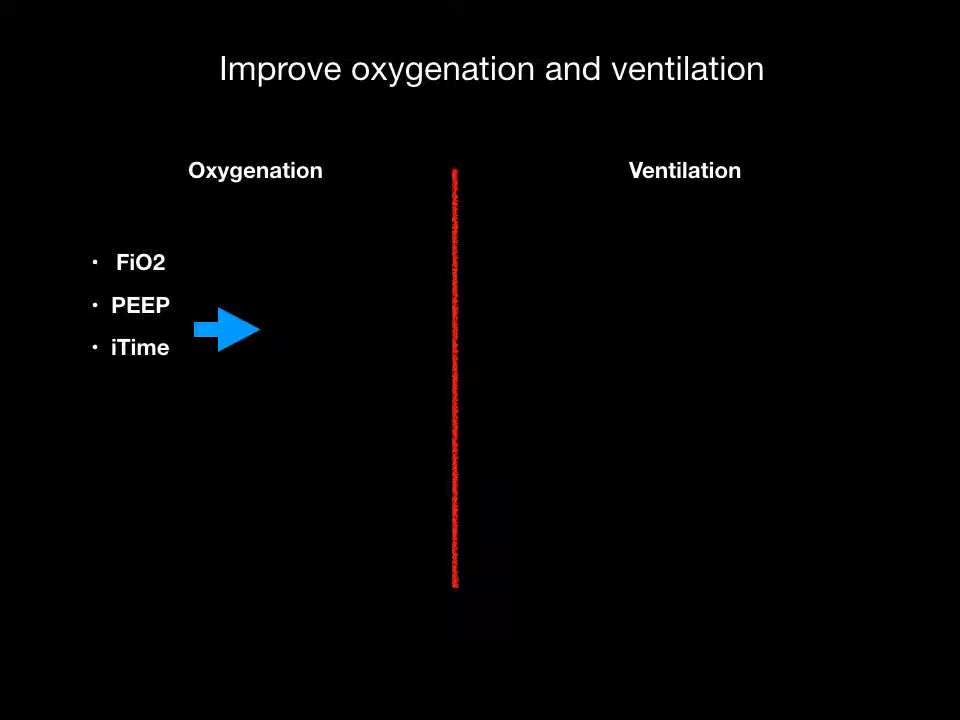 Improve oxygenation and ventilation
Oxygenation
Ventilation
• FiO2
• PEEP
• iTime